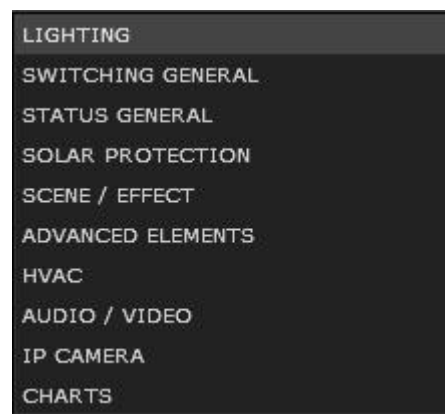 LIGHTING
SWITCHING GENERAL
STATUS GENERAL
SOLAR PROTECTION
SCENE / EFFECT
ADVANCED ELEMENTS
HVAC
AUDIO / VIDEO
IP CAMERA
CHARTS